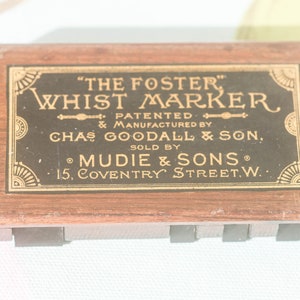 "THE FOSTER"
WHIST MARKER
PATENTED
& MANUFACTURED BY
CHAS GOODALL & SON.
SOLD BY
MUDIE & SONS
15, COVENTRY STREET. W.